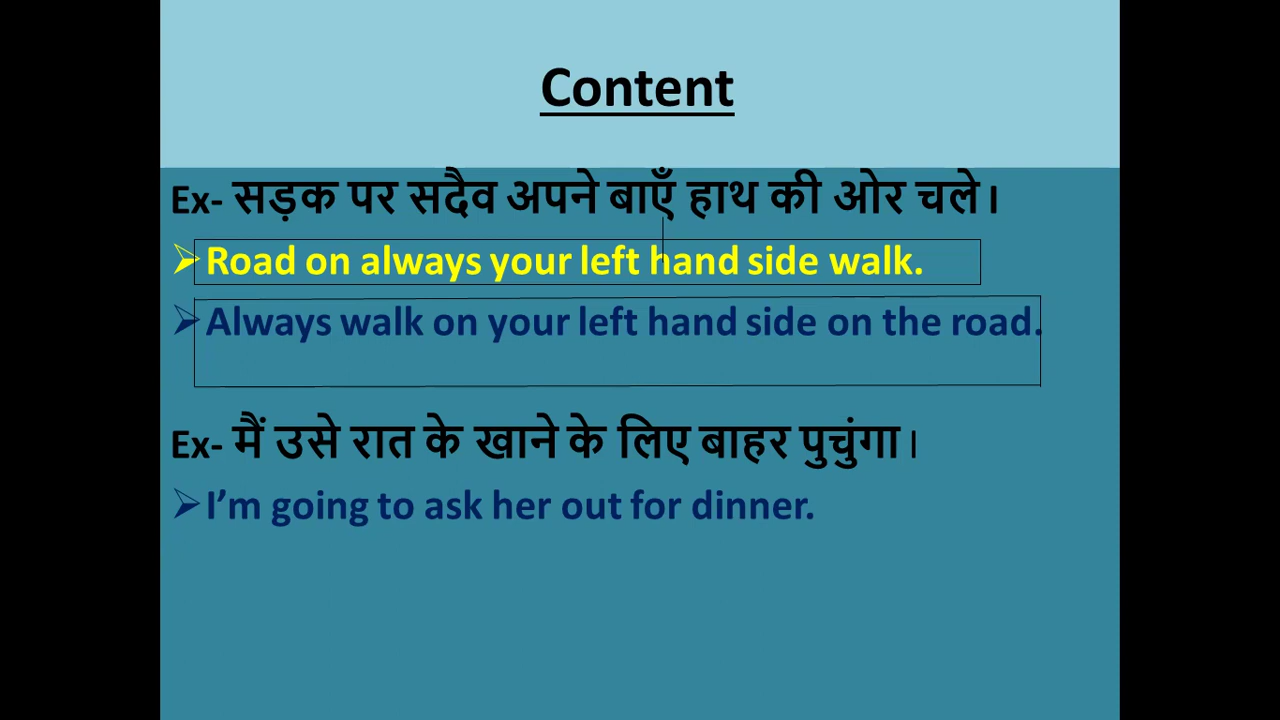 Content
Ex- सड़क पर सदैव अपने बाएँ हाथ की ओर चले।
➢Road on always your left hand side walk.
➢Always walk on your left hand side on the road.
Ex- मैं उसे रात के खाने के लिए बाहर पुचुंगा।
➢I’m going to ask her out for dinner.